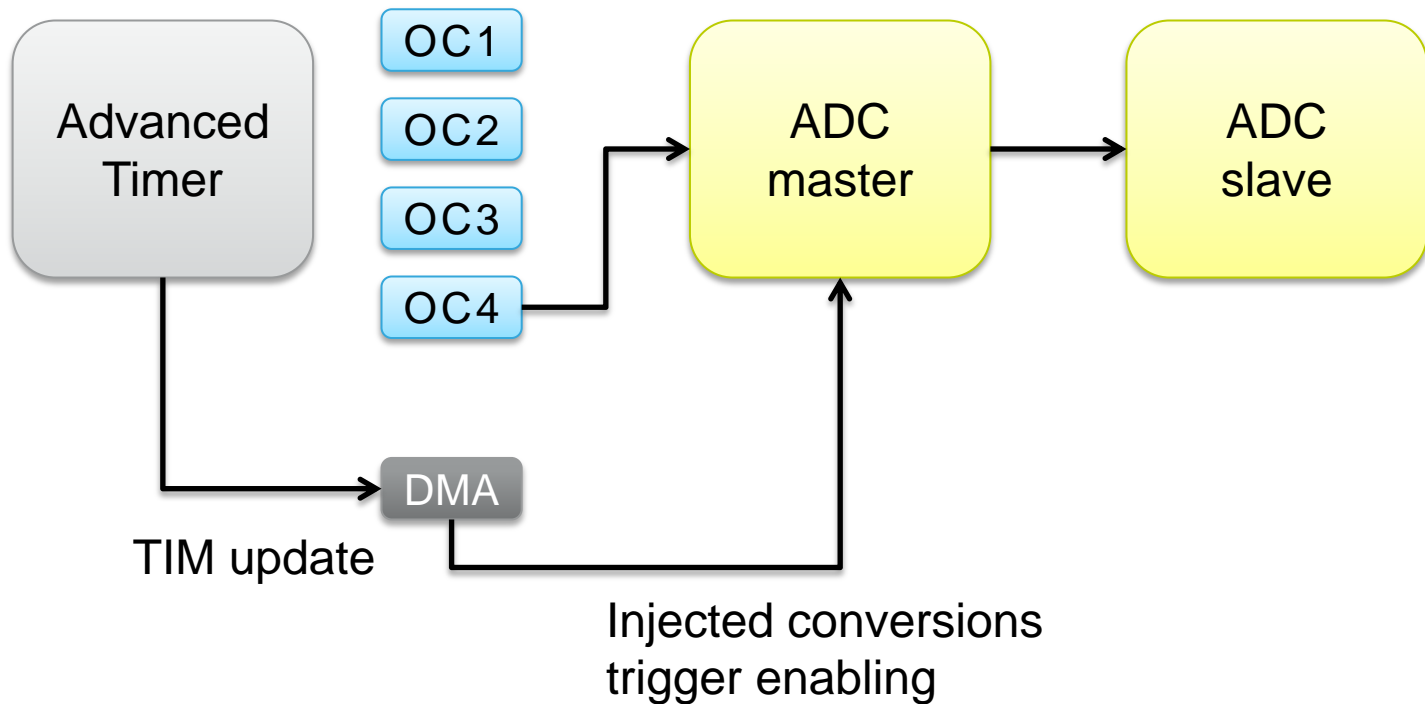 Advanced
Timer
OC1
OC2
OC3
OC4
ADC
master
ADC
slave
DMA
TIM update
Injected conversions
trigger enabling